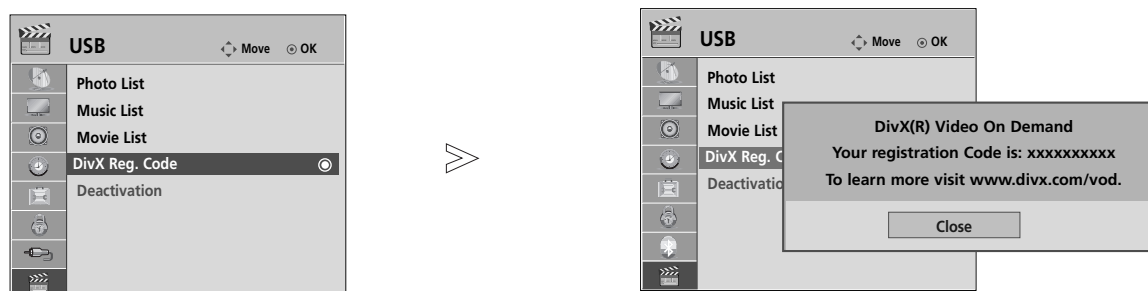 USB
Move OK
Photo List
Music List
Movie List
DivX Reg. Code
Deactivation
USB
Move OK
Photo List
Music List
Movie List
DivX Reg. C
Deactivatio
DivX(R) Video On Demand
Your registration Code is: xxxxxxxxxx
To learn more visit www.divx.com/vod.
Close